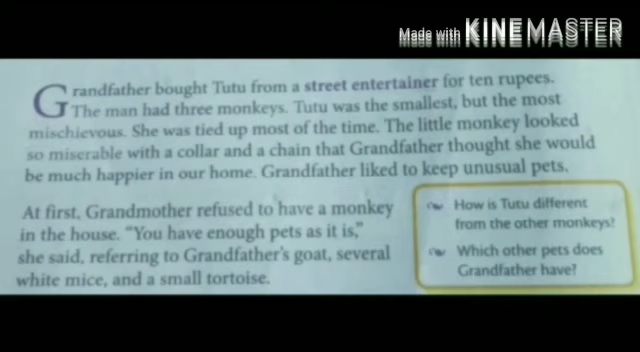 Made with KINEMASTER
Grandfather bought Tutu from a street entertainer for ten rupees.
The man had three monkeys. Tutu was the smallest, but the most
mischievous. She was tied up most of the time. The little monkey looked
so miserable with a collar and a chain that Grandfather thought she would
be much happier in our home. Grandfather liked to keep unusual pets.
At first, Grandmother refused to have a monkey
in the house. “You have enough pets as it is,”
she said, referring to Grandfather’s goat, several
white mice, and a small tortoise.
How is Tutu different
from the other monkeys?
Which other pets does
Grandfather have?